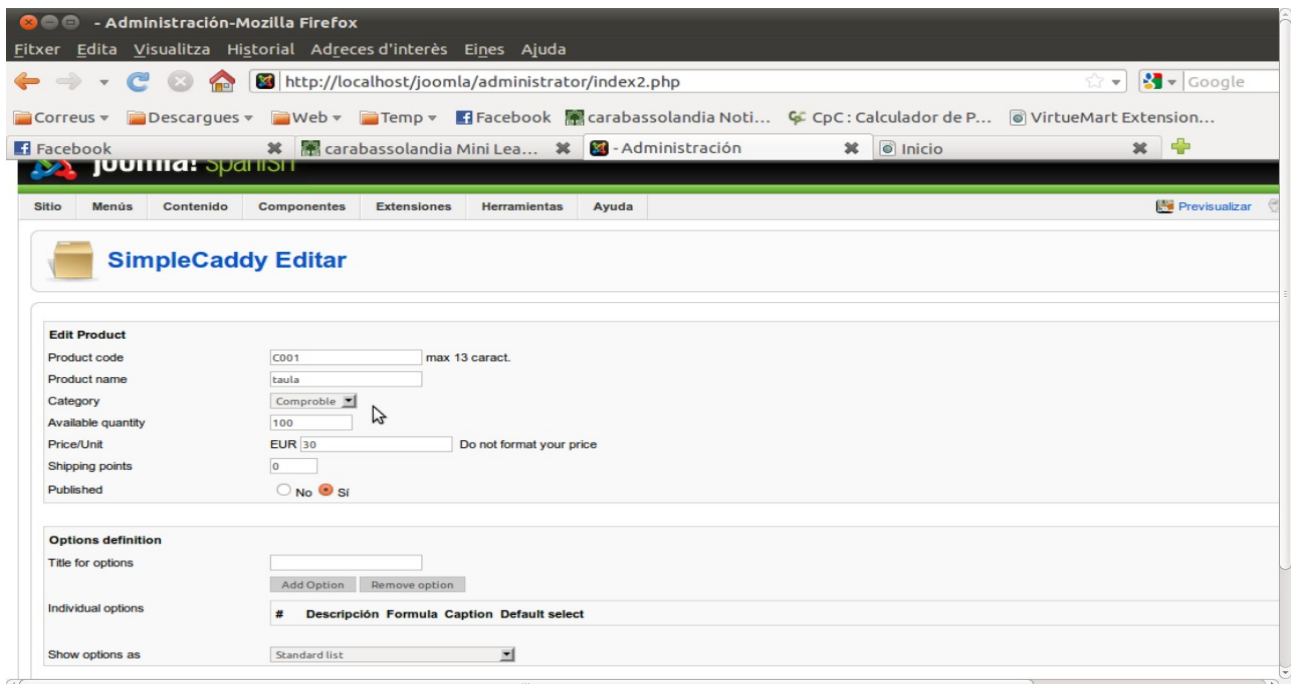 - Administración-Mozilla Firefox
Fitxer Edita Visualitza Historial Adreces d'interès Eines Ajuda
http://localhost/joomla/administrator/index2.php Google
Correus Descargues Web Temp Facebook carabassolandia Noti... CpC : Calculador de P... VirtueMart Extension...
Facebook carabassolandia Mini Lea... - Administración Inicio
Joomla! Spanish
Sitio Menús Contenido Componentes Extensiones Herramientas Ayuda Previsualizar
SimpleCaddy Editar
Edit Product
Product code C001 max 13 caract.
Product name taula
Category Comproble
Available quantity 100
Price/Unit EUR 30 Do not format your price
Shipping points 0
Published No Sí
Options definition
Title for options
Add Option Remove option
Individual options # Descripción Formula Caption Default select
Show options as Standard list